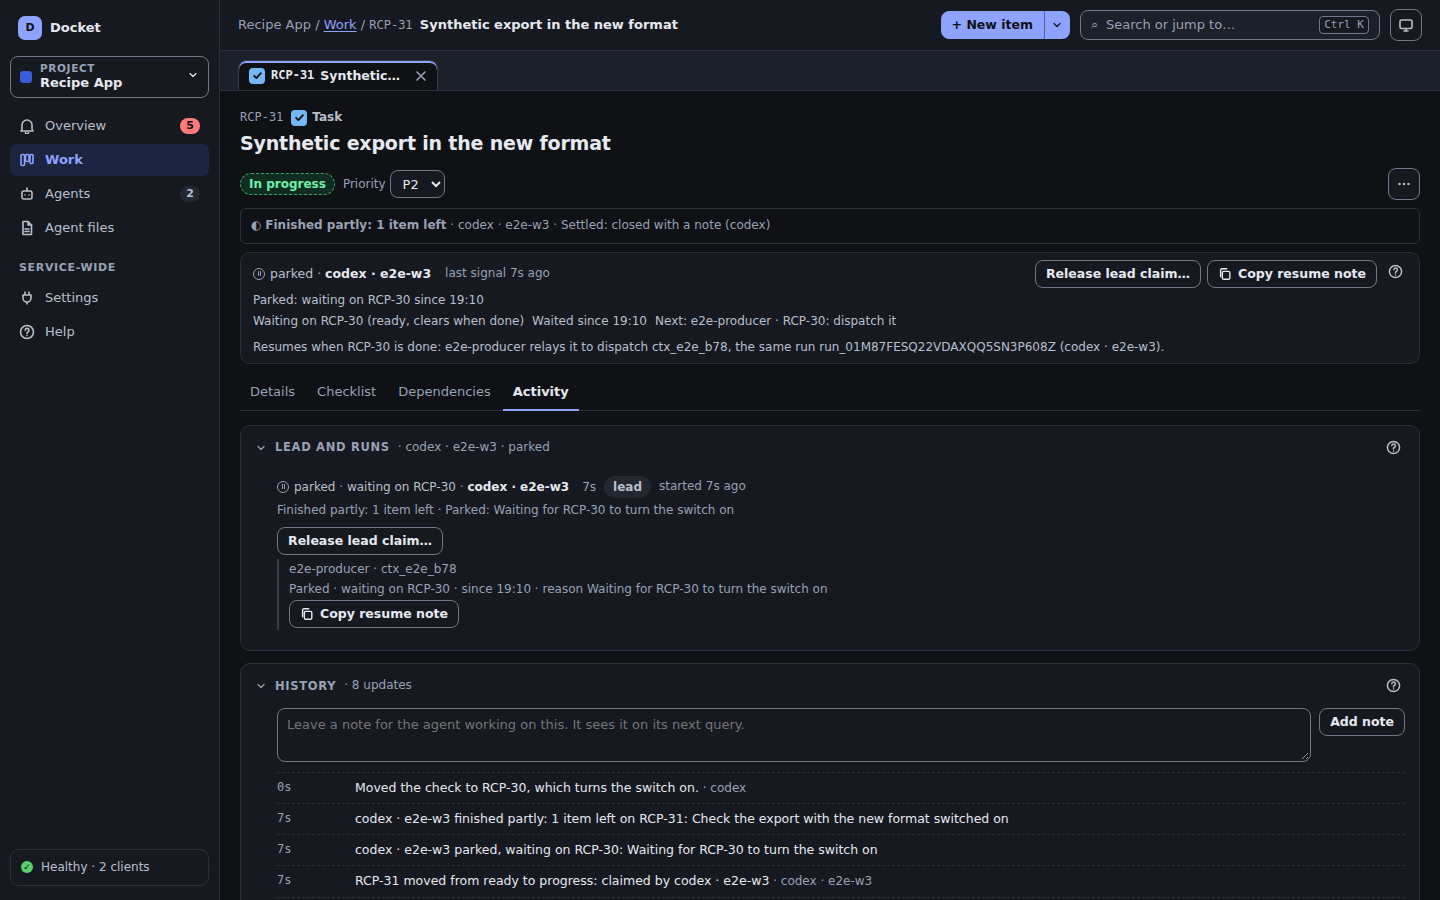 D Docket
PROJECT
Recipe App
Overview 5
Work
Agents 2
Agent files
SERVICE-WIDE
Settings
Help
Healthy · 2 clients
Recipe App / Work / RCP-31 Synthetic export in the new format
+ New item
Search or jump to… Ctrl K
RCP-31 Synthetic…
RCP-31 Task
Synthetic export in the new format
In progress Priority P2
Finished partly: 1 item left · codex · e2e-w3 · Settled: closed with a note (codex)
parked · codex · e2e-w3 last signal 7s ago
Release lead claim… Copy resume note
Parked: waiting on RCP-30 since 19:10
Waiting on RCP-30 (ready, clears when done) Waited since 19:10 Next: e2e-producer · RCP-30: dispatch it
Resumes when RCP-30 is done: e2e-producer relays it to dispatch ctx_e2e_b78, the same run run_01M87FESQ22VDAXQQ5SN3P608Z (codex · e2e-w3).
Details Checklist Dependencies Activity
LEAD AND RUNS · codex · e2e-w3 · parked
parked · waiting on RCP-30 · codex · e2e-w3 7s lead started 7s ago
Finished partly: 1 item left · Parked: Waiting for RCP-30 to turn the switch on
Release lead claim…
e2e-producer · ctx_e2e_b78
Parked · waiting on RCP-30 · since 19:10 · reason Waiting for RCP-30 to turn the switch on
Copy resume note
HISTORY · 8 updates
Leave a note for the agent working on this. It sees it on its next query.
Add note
0s Moved the check to RCP-30, which turns the switch on. · codex
7s codex · e2e-w3 finished partly: 1 item left on RCP-31: Check the export with the new format switched on
7s codex · e2e-w3 parked, waiting on RCP-30: Waiting for RCP-30 to turn the switch on
7s RCP-31 moved from ready to progress: claimed by codex · e2e-w3 · codex · e2e-w3